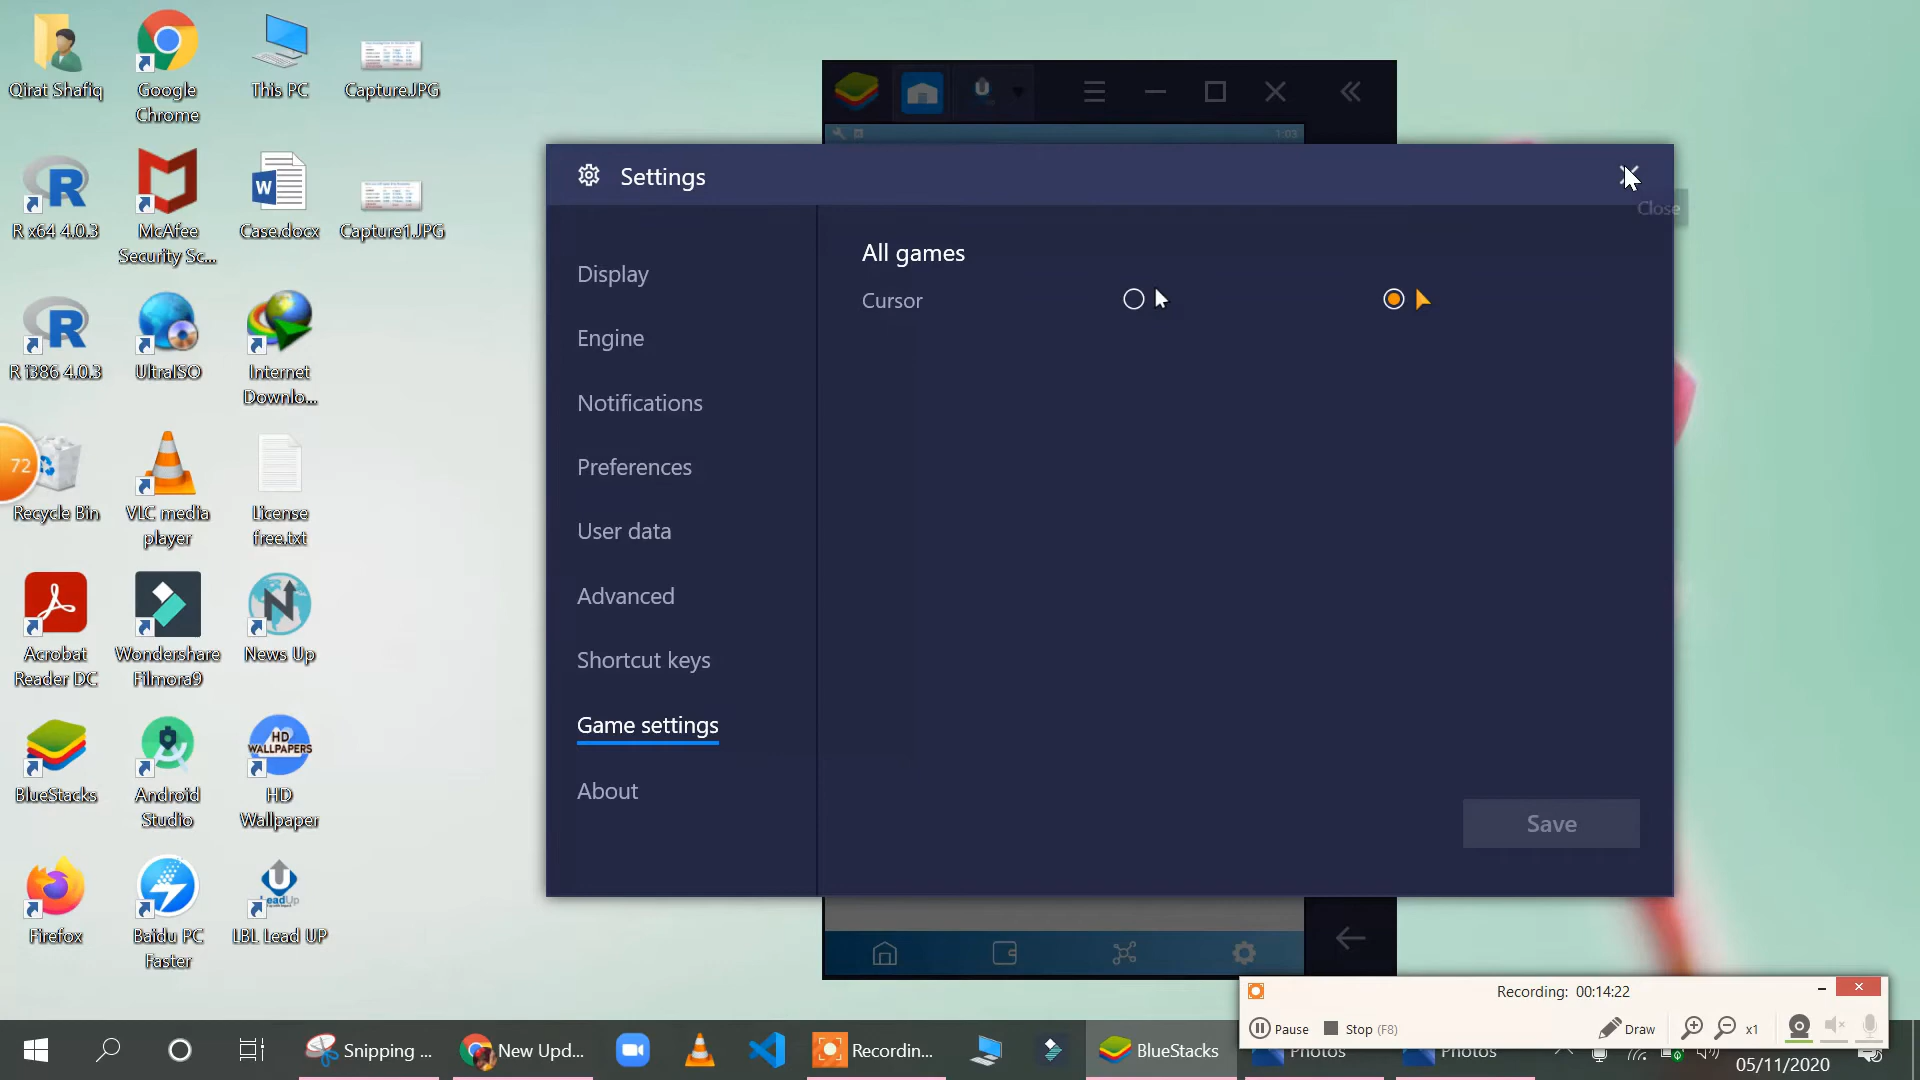 Qirat Shafiq
Google
Chrome
This PC
Capture.JPG
R x64 4.0.3
McAfee
Security Sc...
Case.docx
Capture1.JPG
R i386 4.0.3
UltraISO
Internet
Downlo...
72
Recycle Bin
VLC media
player
License
free.txt
Acrobat
Reader DC
Wondershare
Filmora9
News Up
BlueStacks
Android
Studio
HD
WALLPAPERS
HD
Wallpaper
Firefox
Baidu PC
Faster
LeadUp
LBL Lead UP
1:03
Settings
Close
Display
Engine
Notifications
Preferences
User data
Advanced
Shortcut keys
Game settings
About
All games
Cursor
Save
Recording: 00:14:22
Pause
Stop (F8)
Draw
x1
Snipping ...
New Upd...
Recordin...
BlueStacks
Photos
Photos
05/11/2020